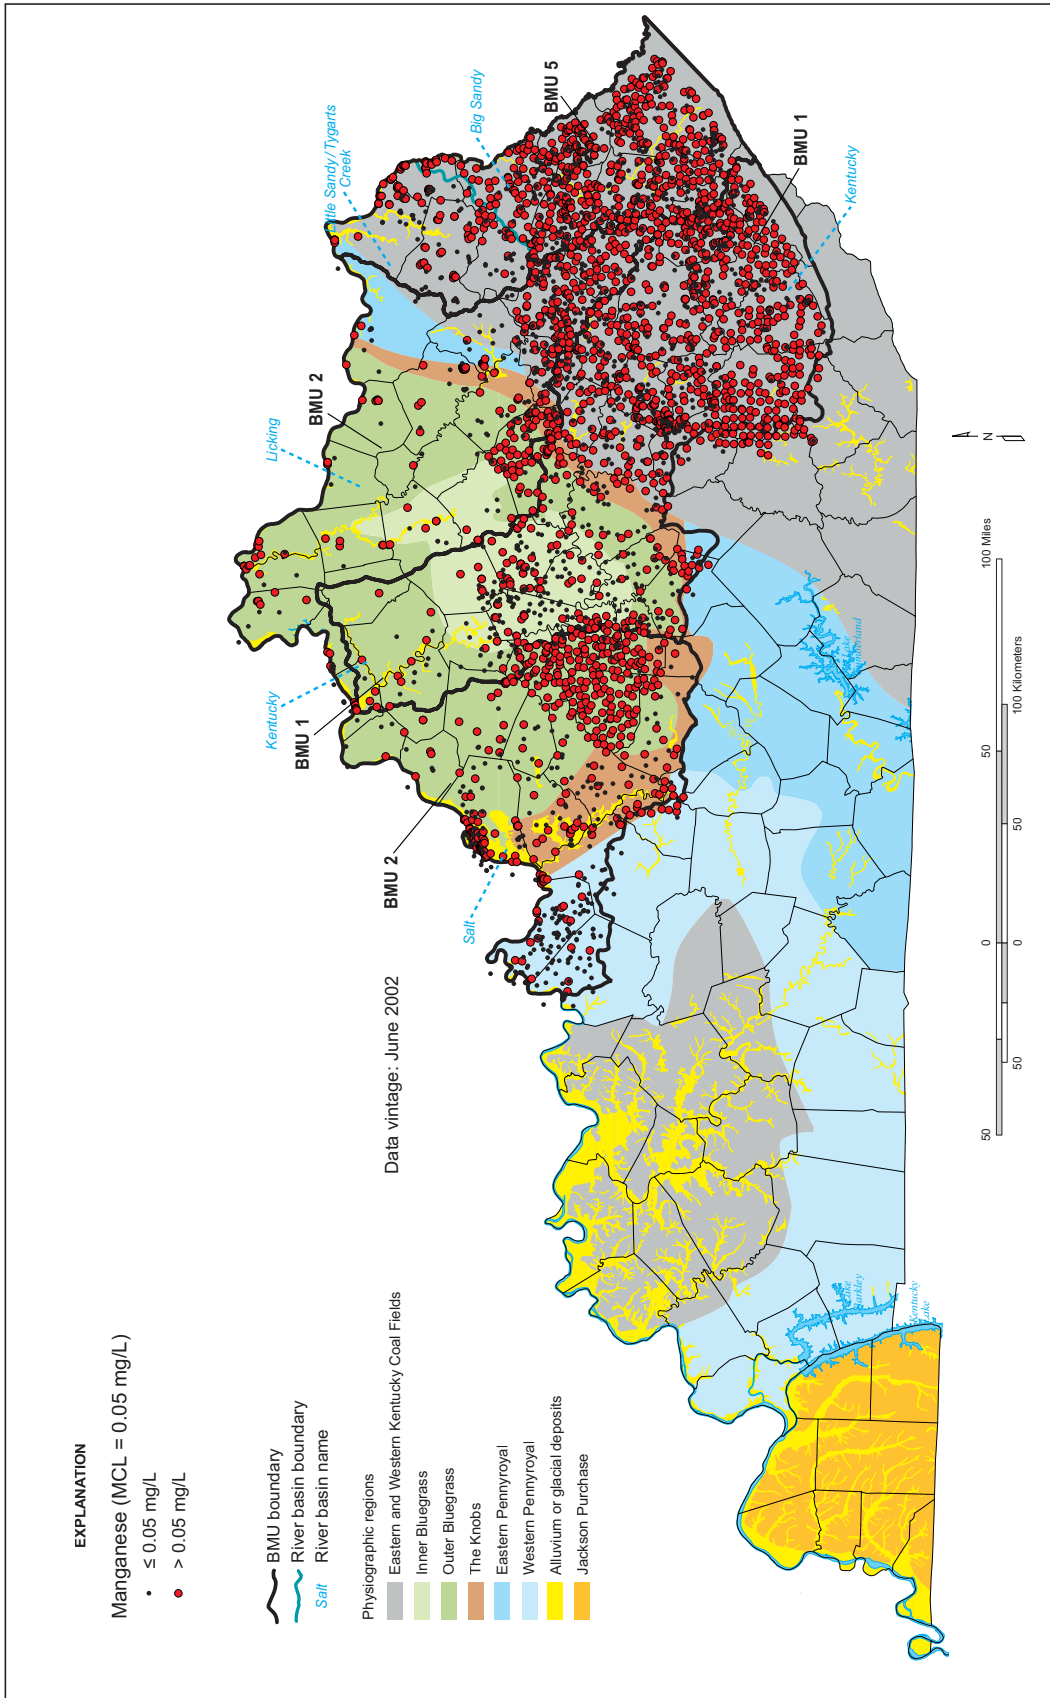 EXPLANATION
Manganese (MCL = 0.05 mg/L)
≤ 0.05 mg/L
> 0.05 mg/L
BMU boundary
River basin boundary
Salt River basin name
Physiographic regions
Eastern and Western Kentucky Coal Fields
Inner Bluegrass
Outer Bluegrass
The Knobs
Eastern Pennyroyal
Western Pennyroyal
Alluvium or glacial deposits
Jackson Purchase
Data vintage: June 2002
Salt
BMU 2
BMU 1
Kentucky
Licking
BMU 2
ttle Sandy/Tygarts
Creek
Big Sandy
BMU 5
BMU 1
Kentucky
Lake
Kentucky
Lake
Lake
N
50 0 50 100 Miles
50 0 50 100 Kilometers